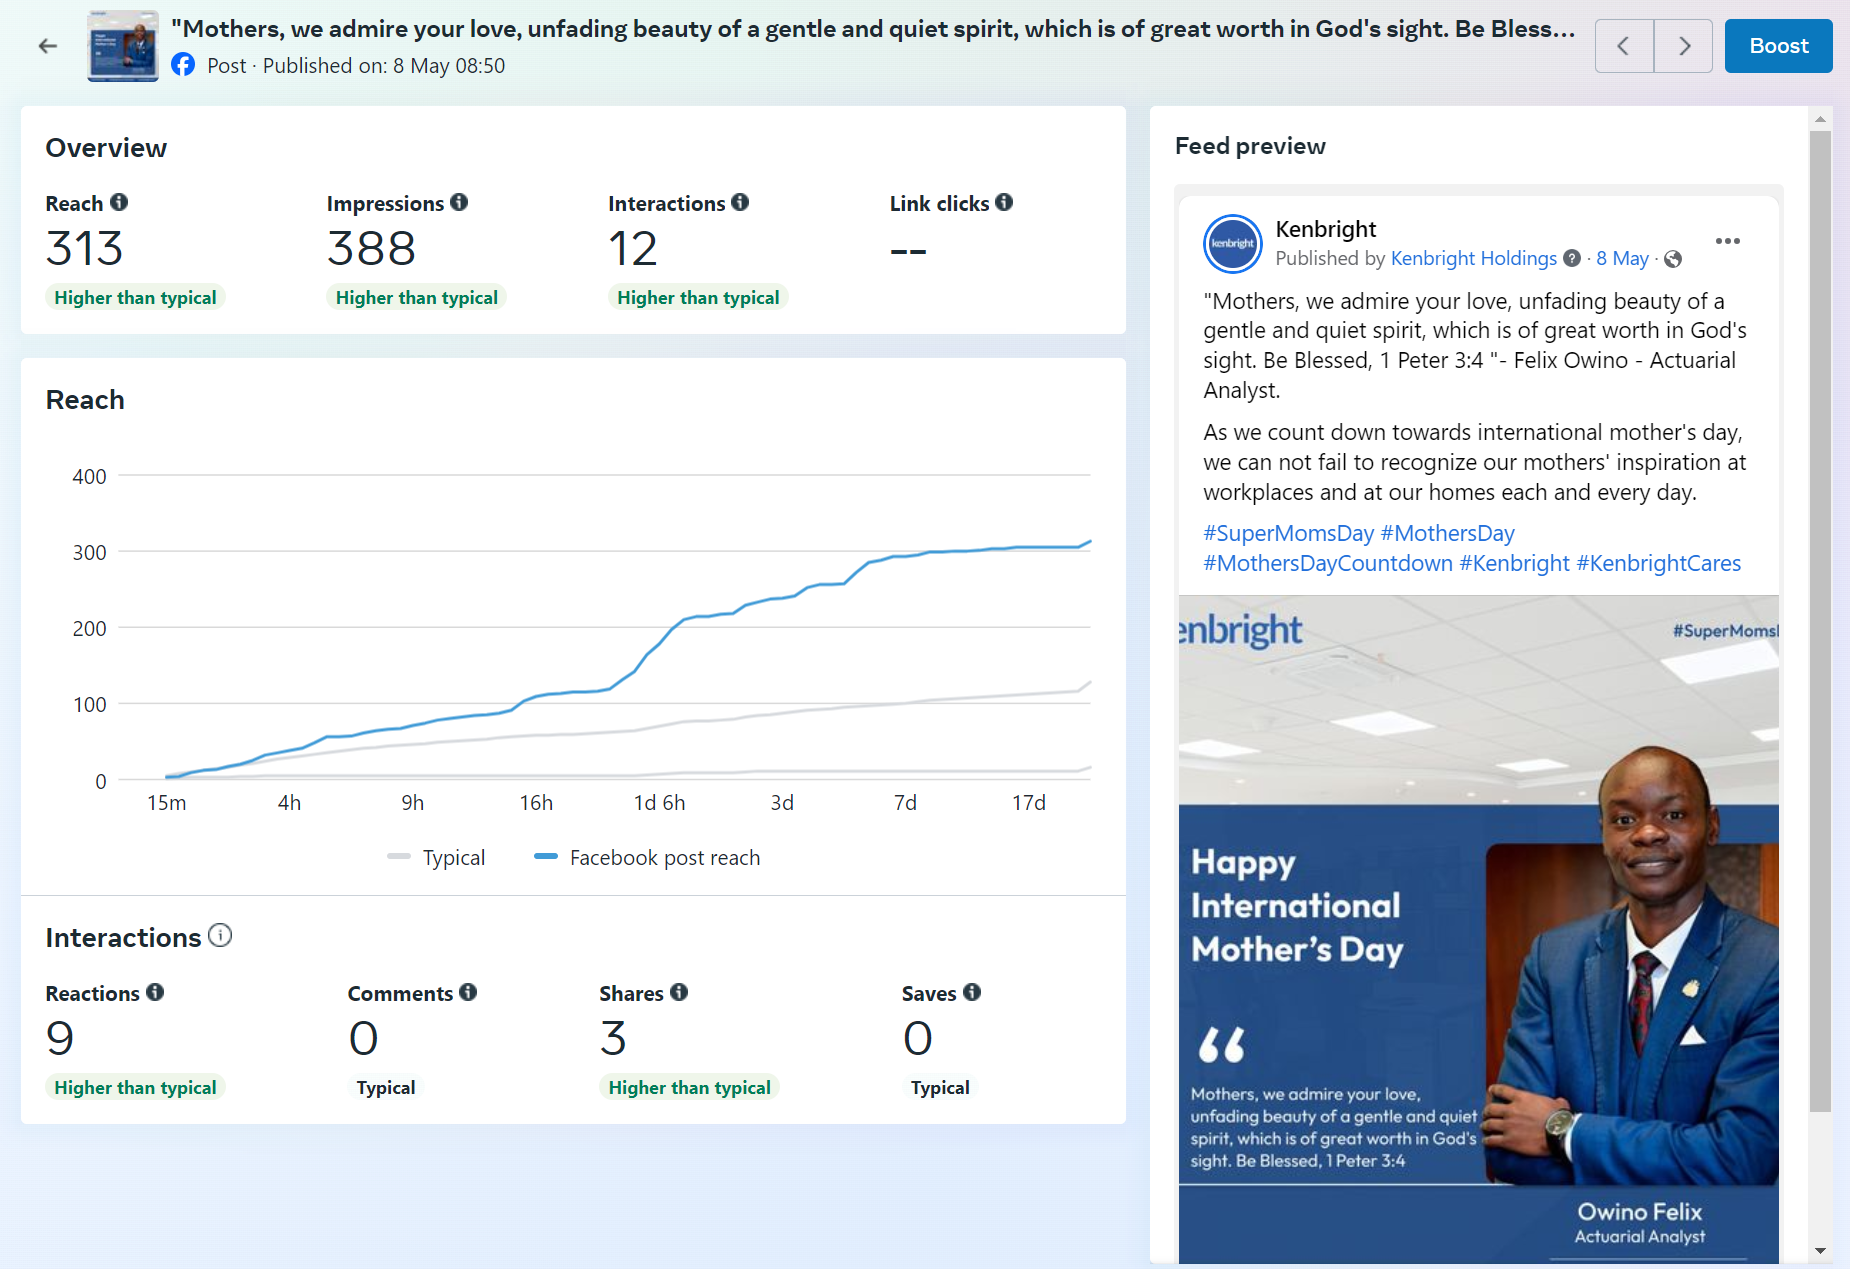 "Mothers, we admire your love, unfading beauty of a gentle and quiet spirit, which is of great worth in God's sight. Be Bless...
Post · Published on: 8 May 08:50
Boost
Overview
Reach
Impressions
Interactions
Link clicks
313
388
12
--
Higher than typical
Higher than typical
Higher than typical
Reach
400
300
200
100
0
15m
4h
9h
16h
1d 6h
3d
7d
17d
Typical
Facebook post reach
Interactions
Reactions
Comments
Shares
Saves
9
0
3
0
Higher than typical
Typical
Higher than typical
Typical
Feed preview
kenbright
Kenbright
Published by Kenbright Holdings · 8 May ·
"Mothers, we admire your love, unfading beauty of a
gentle and quiet spirit, which is of great worth in God's
sight. Be Blessed, 1 Peter 3:4 "- Felix Owino - Actuarial
Analyst.
As we count down towards international mother's day,
we can not fail to recognize our mothers' inspiration at
workplaces and at our homes each and every day.
#SuperMomsDay #MothersDay
#MothersDayCountdown #Kenbright #KenbrightCares
enbright
#SuperMoms
Happy
International
Mother's Day
“
Mothers, we admire your love,
unfading beauty of a gentle and quiet
spirit, which is of great worth in God's
sight. Be Blessed, 1 Peter 3:4
Owino Felix
Actuarial Analyst